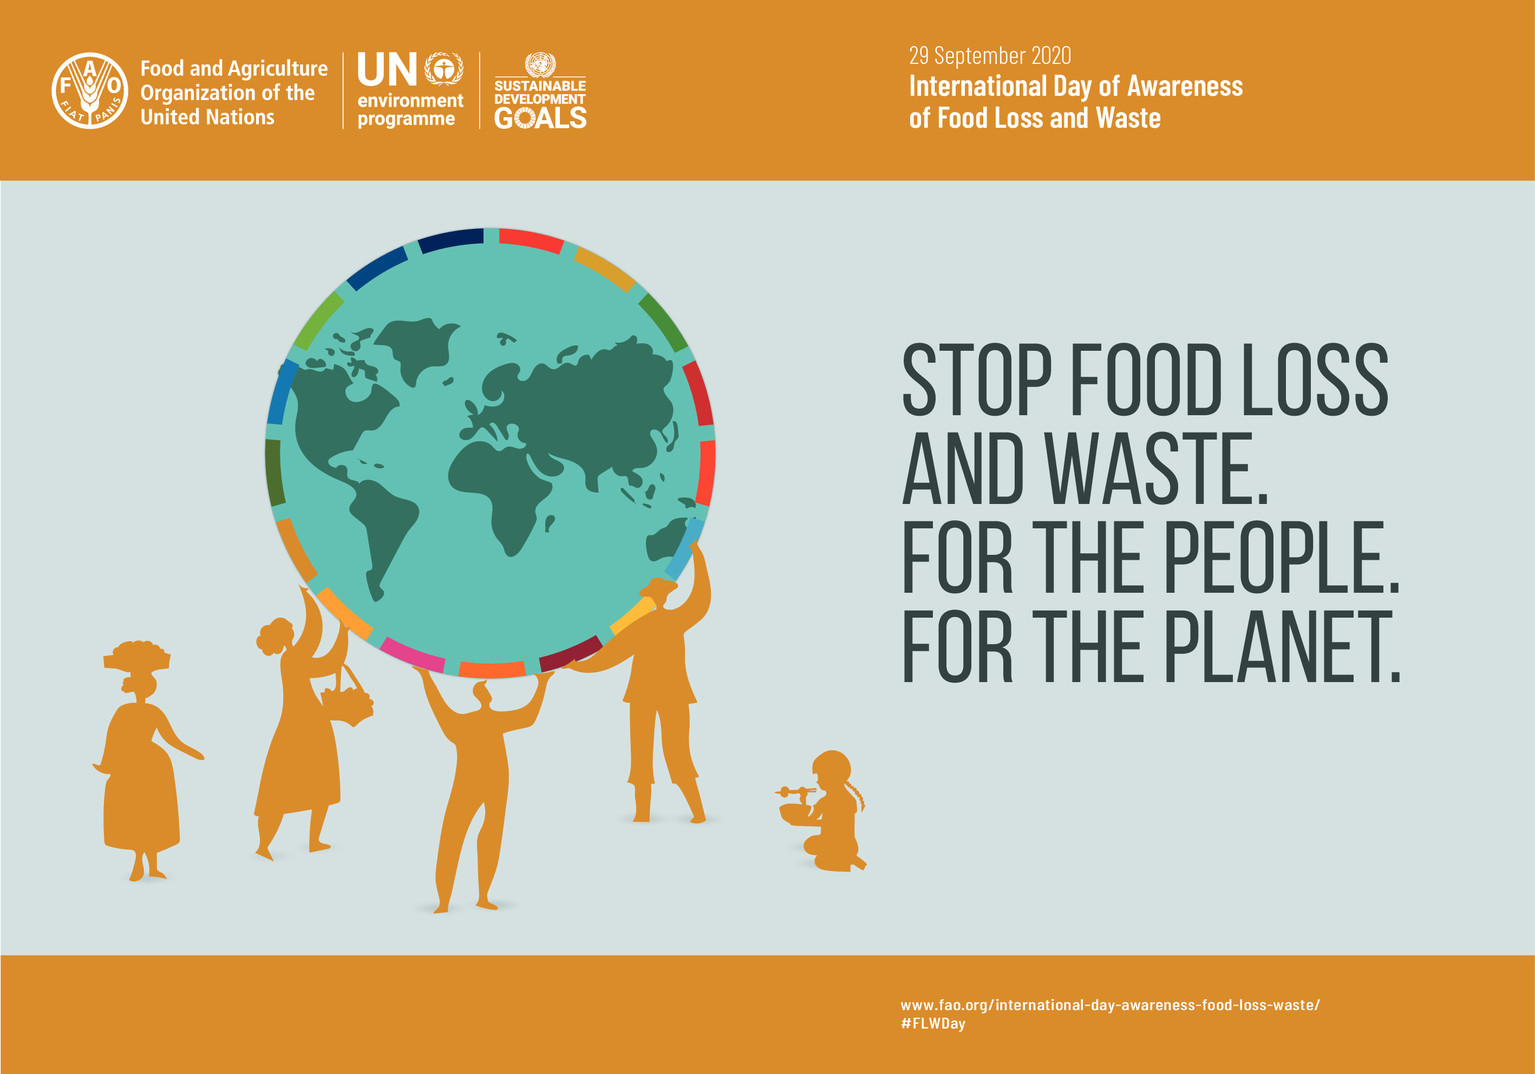 F A O
FIAT PANIS
Food and Agriculture
Organization of the
United Nations
UN
environment
programme
SUSTAINABLE
DEVELOPMENT
GOALS
29 September 2020
International Day of Awareness
of Food Loss and Waste
STOP FOOD LOSS
AND WASTE.
FOR THE PEOPLE.
FOR THE PLANET.
www.fao.org/international-day-awareness-food-loss-waste/
#FLWDay